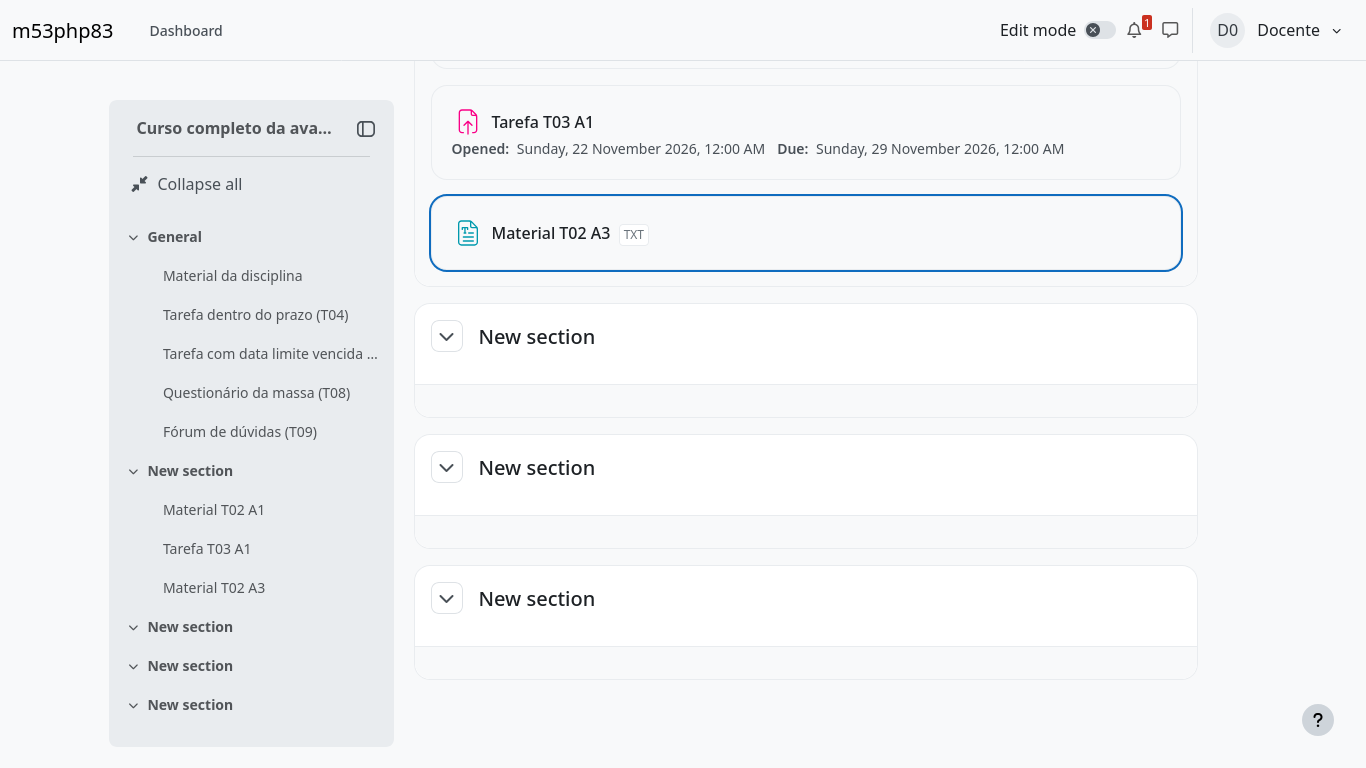 m53php83
Dashboard
Edit mode
1
D0
Docente
Curso completo da ava...
Collapse all
General
Material da disciplina
Tarefa dentro do prazo (T04)
Tarefa com data limite vencida ...
Questionário da massa (T08)
Fórum de dúvidas (T09)
New section
Material T02 A1
Tarefa T03 A1
Material T02 A3
New section
New section
New section
Tarefa T03 A1
Opened: Sunday, 22 November 2026, 12:00 AM Due: Sunday, 29 November 2026, 12:00 AM
Material T02 A3 TXT
New section
New section
New section
?